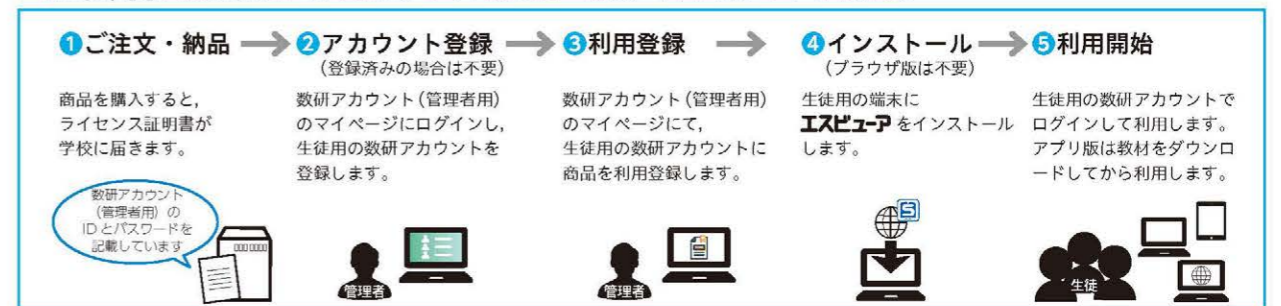 ❶ご注文・納品
商品を購入すると,
ライセンス証明書が
学校に届きます。
数研アカウント
(管理者用)の
IDとパスワードを
記載しています
❷アカウント登録
(登録済みの場合は不要)
数研アカウント(管理者用)
のマイページにログインし,
生徒用の数研アカウントを
登録します。
管理者
❸利用登録
数研アカウント(管理者用)
のマイページにて,
生徒用の数研アカウントに
商品を利用登録します。
管理者
❹インストール
(ブラウザ版は不要)
生徒用の端末に
エスビューア をインストール
します。
S
❺利用開始
生徒用の数研アカウントで
ログインして利用します。
アプリ版は教材をダウンロ
ードしてから利用します。
生徒